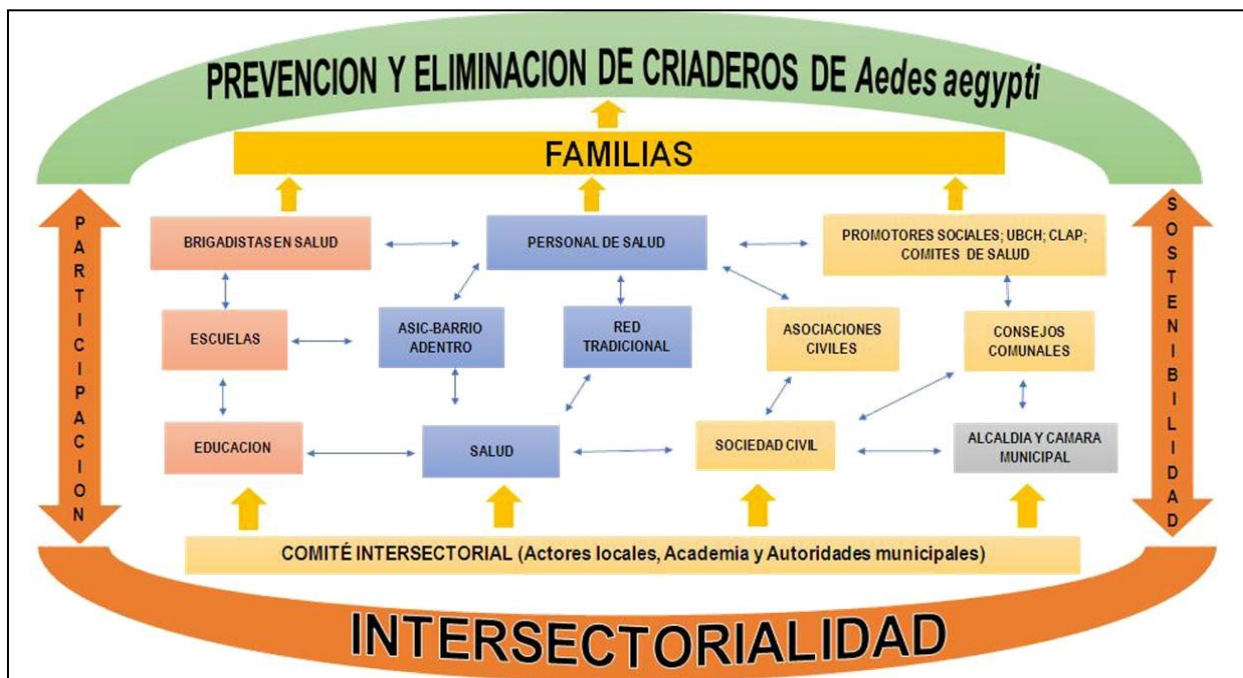 PREVENCION Y ELIMINACION DE CRIADEROS DE Aedes aegypti
FAMILIAS
PARTICIPACION
SOSTENIBILIDAD
BRIGADISTAS EN SALUD
PERSONAL DE SALUD
PROMOTORES SOCIALES; UBCH; CLAP;
COMITES DE SALUD
ESCUELAS
ASIC-BARRIO
ADENTRO
RED
TRADICIONAL
ASOCIACIONES
CIVILES
CONSEJOS
COMUNALES
EDUCACION
SALUD
SOCIEDAD CIVIL
ALCALDIA Y CAMARA
MUNICIPAL
COMITÉ INTERSECTORIAL (Actores locales, Academia y Autoridades municipales)
INTERSECTORIALIDAD